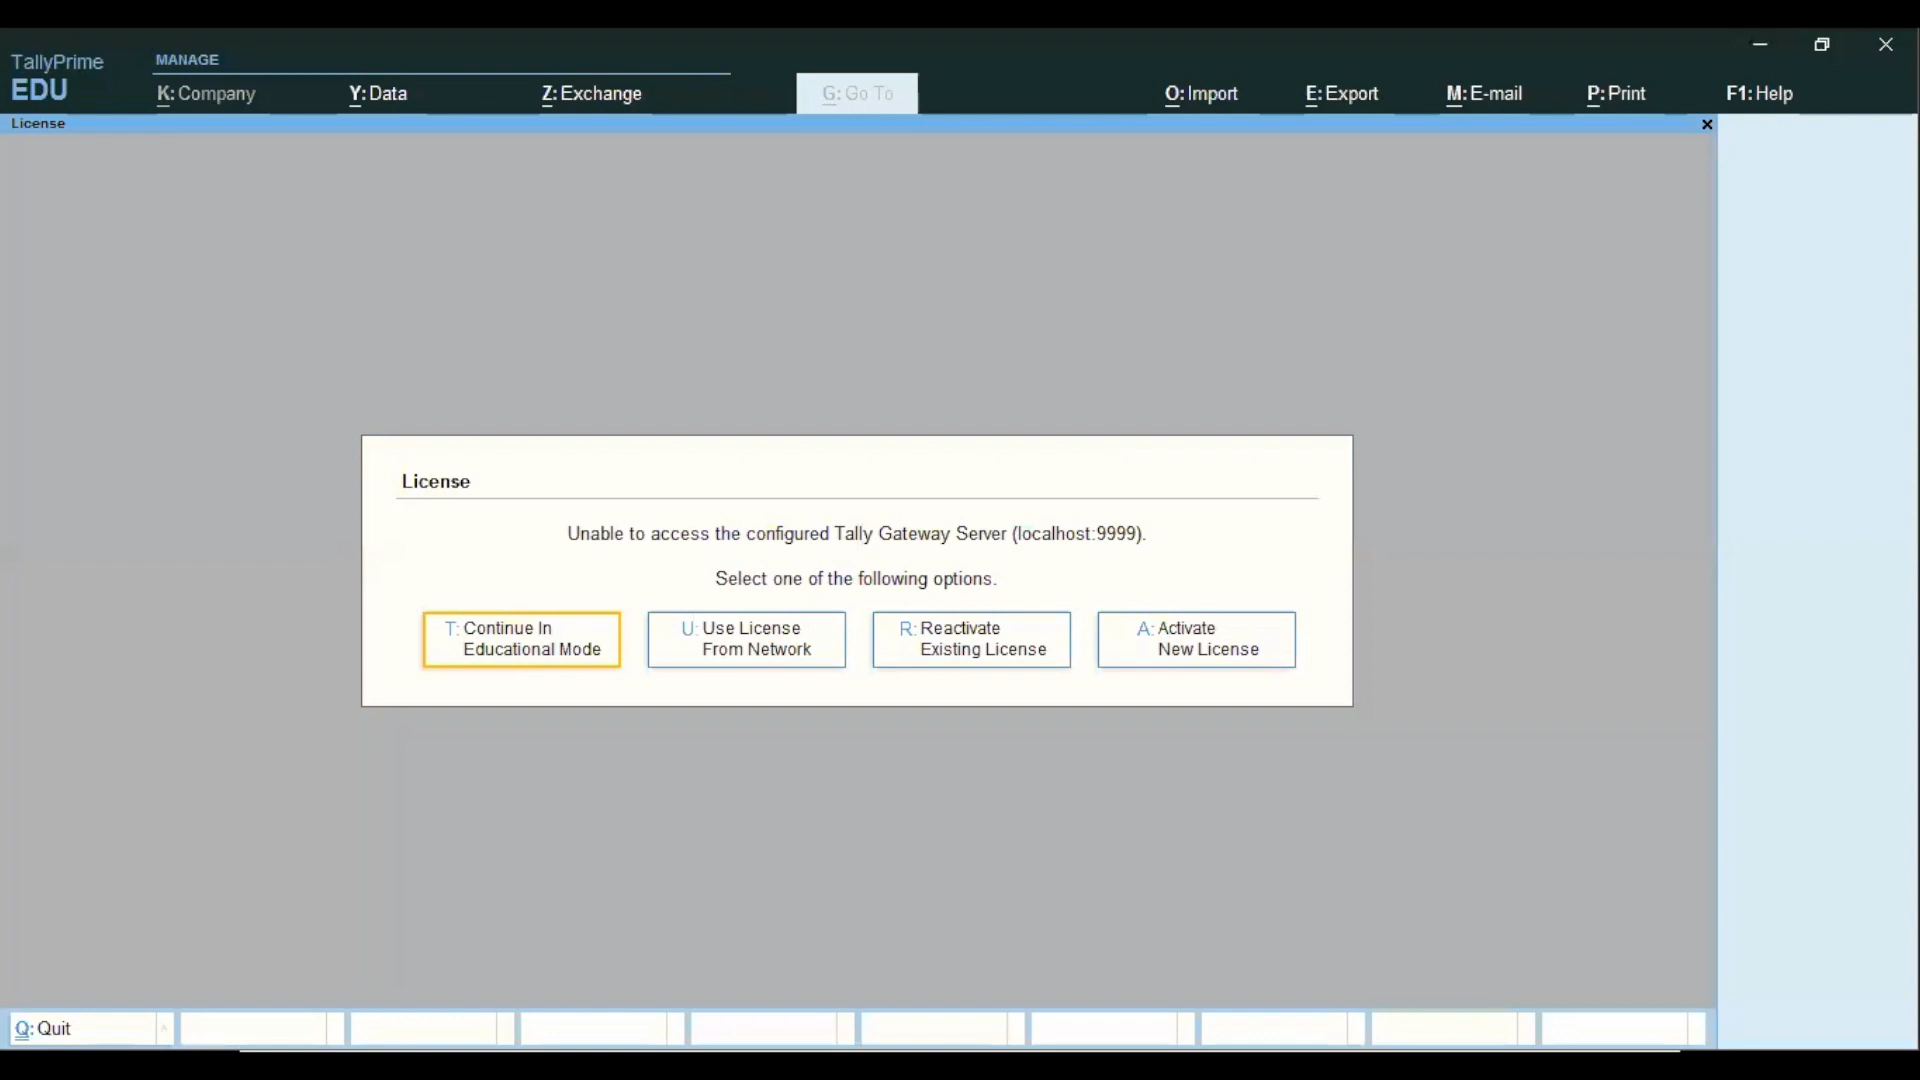 TallyPrime
EDU
MANAGE
K: Company
Y: Data
Z: Exchange
G: Go To
O: Import
E: Export
M: E-mail
P: Print
F1: Help
License
License
Unable to access the configured Tally Gateway Server (localhost:9999).
Select one of the following options.
T: Continue In
Educational Mode
U: Use License
From Network
R: Reactivate
Existing License
A: Activate
New License
Q: Quit